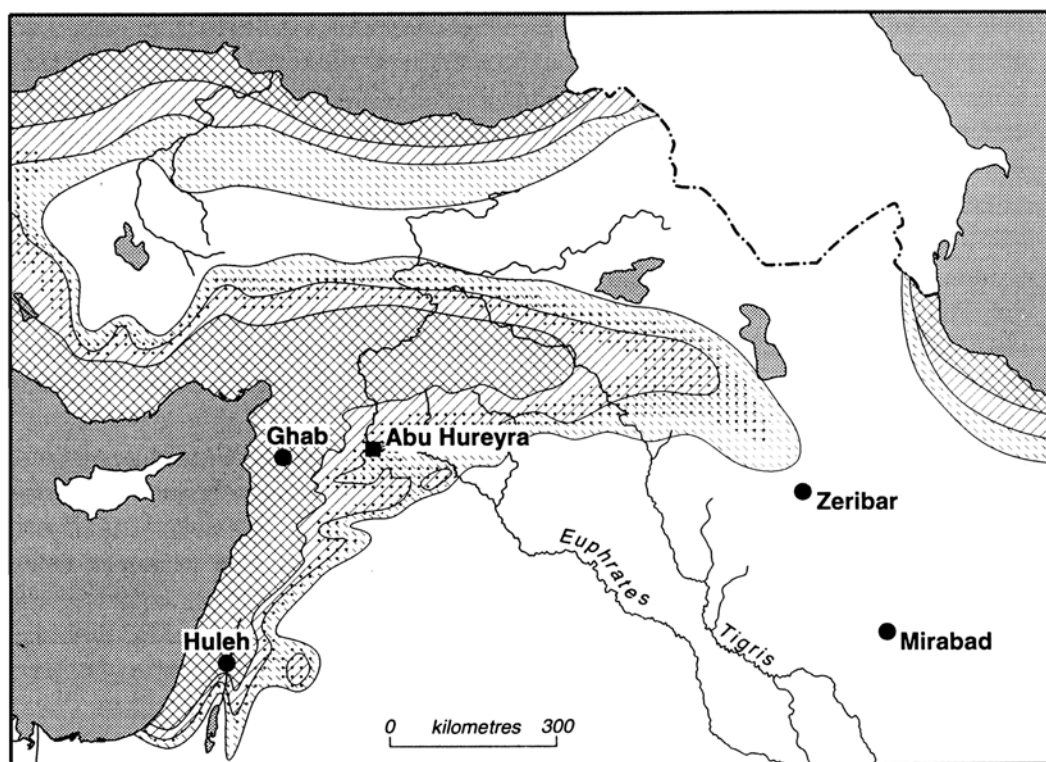 Ghab
Abu Hureyra
Zeribar
Euphrates
Huleh
Tigris
Mirabad
0 kilometres 300